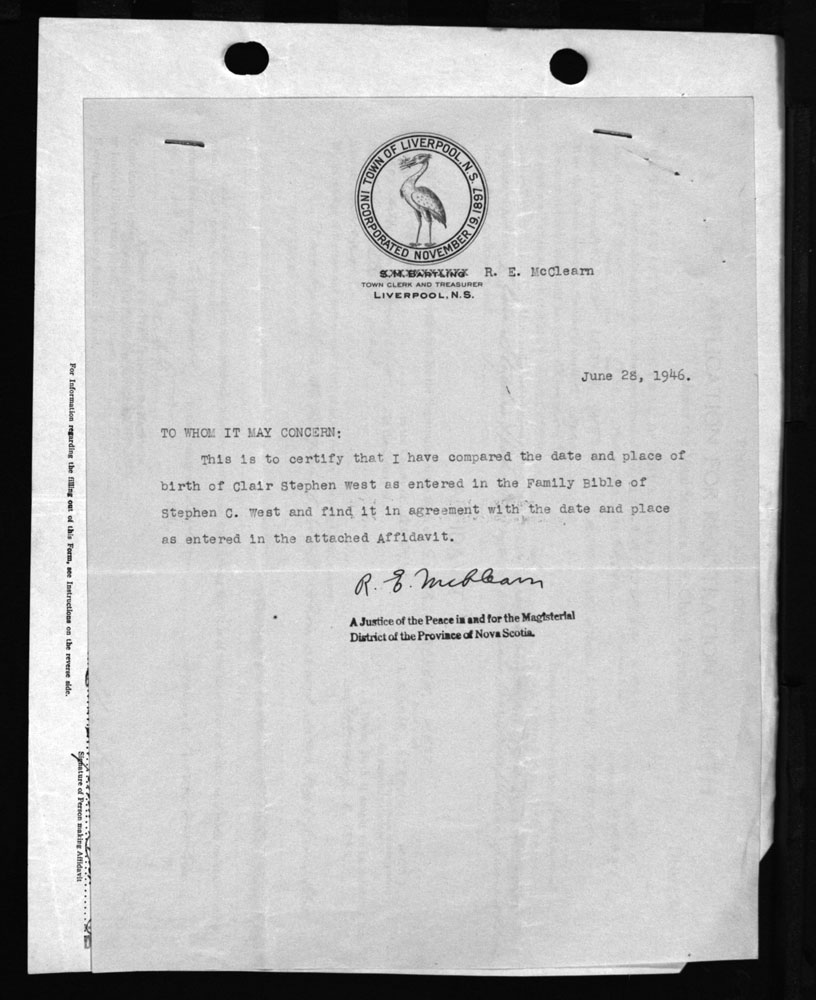 TOWN OF LIVERPOOL, N.S.
INCORPORATED NOVEMBER 19, 1897
S. H. BARTLING R. E. McClearn
TOWN CLERK AND TREASURER
LIVERPOOL, N.S.
June 28, 1946.
TO WHOM IT MAY CONCERN:
This is to certify that I have compared the date and place of
birth of Clair Stephen West as entered in the Family Bible of
Stephen C. West and find it in agreement with the date and place
as entered in the attached Affidavit.
R. E. McClearn
A Justice of the Peace in and for the Magisterial
District of the Province of Nova Scotia.
For Information regarding the filling out of this Form, see Instructions on the reverse side.
Signature of Person making Affidavit